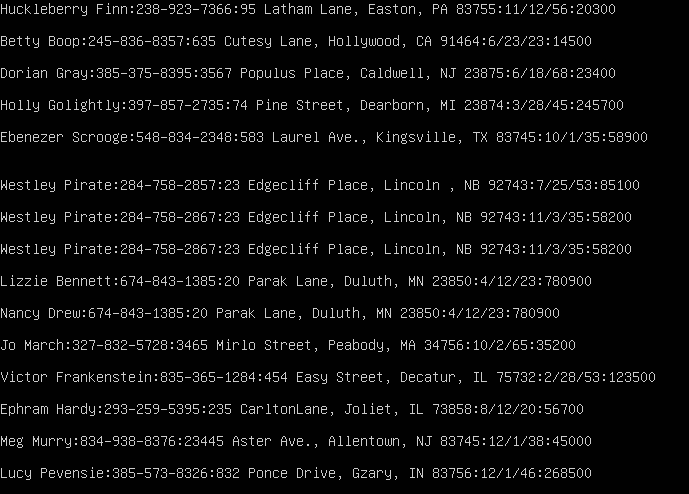 Huckleberry Finn:238-923-7366:95 Latham Lane, Easton, PA 83755:11/12/56:20300
Betty Boop:245-836-8357:635 Cutesy Lane, Hollywood, CA 91464:6/23/23:14500
Dorian Gray:385-375-8395:3567 Populus Place, Caldwell, NJ 23875:6/18/68:23400
Holly Golightly:397-857-2735:74 Pine Street, Dearborn, MI 23874:3/28/45:245700
Ebenezer Scrooge:548-834-2348:583 Laurel Ave., Kingsville, TX 83745:10/1/35:58900
Westley Pirate:284-758-2857:23 Edgecliff Place, Lincoln , NB 92743:7/25/53:85100
Westley Pirate:284-758-2867:23 Edgecliff Place, Lincoln, NB 92743:11/3/35:58200
Westley Pirate:284-758-2867:23 Edgecliff Place, Lincoln, NB 92743:11/3/35:58200
Lizzie Bennett:674-843-1385:20 Parak Lane, Duluth, MN 23850:4/12/23:780900
Nancy Drew:674-843-1385:20 Parak Lane, Duluth, MN 23850:4/12/23:780900
Jo March:327-832-5728:3465 Mirlo Street, Peabody, MA 34756:10/2/65:35200
Victor Frankenstein:835-365-1284:454 Easy Street, Decatur, IL 75732:2/28/53:123500
Ephram Hardy:293-259-5395:235 CarltonLane, Joliet, IL 73858:8/12/20:56700
Meg Murry:834-938-8376:23445 Aster Ave., Allentown, NJ 83745:12/1/38:45000
Lucy Pevensie:385-573-8326:832 Ponce Drive, Gzary, IN 83756:12/1/46:268500